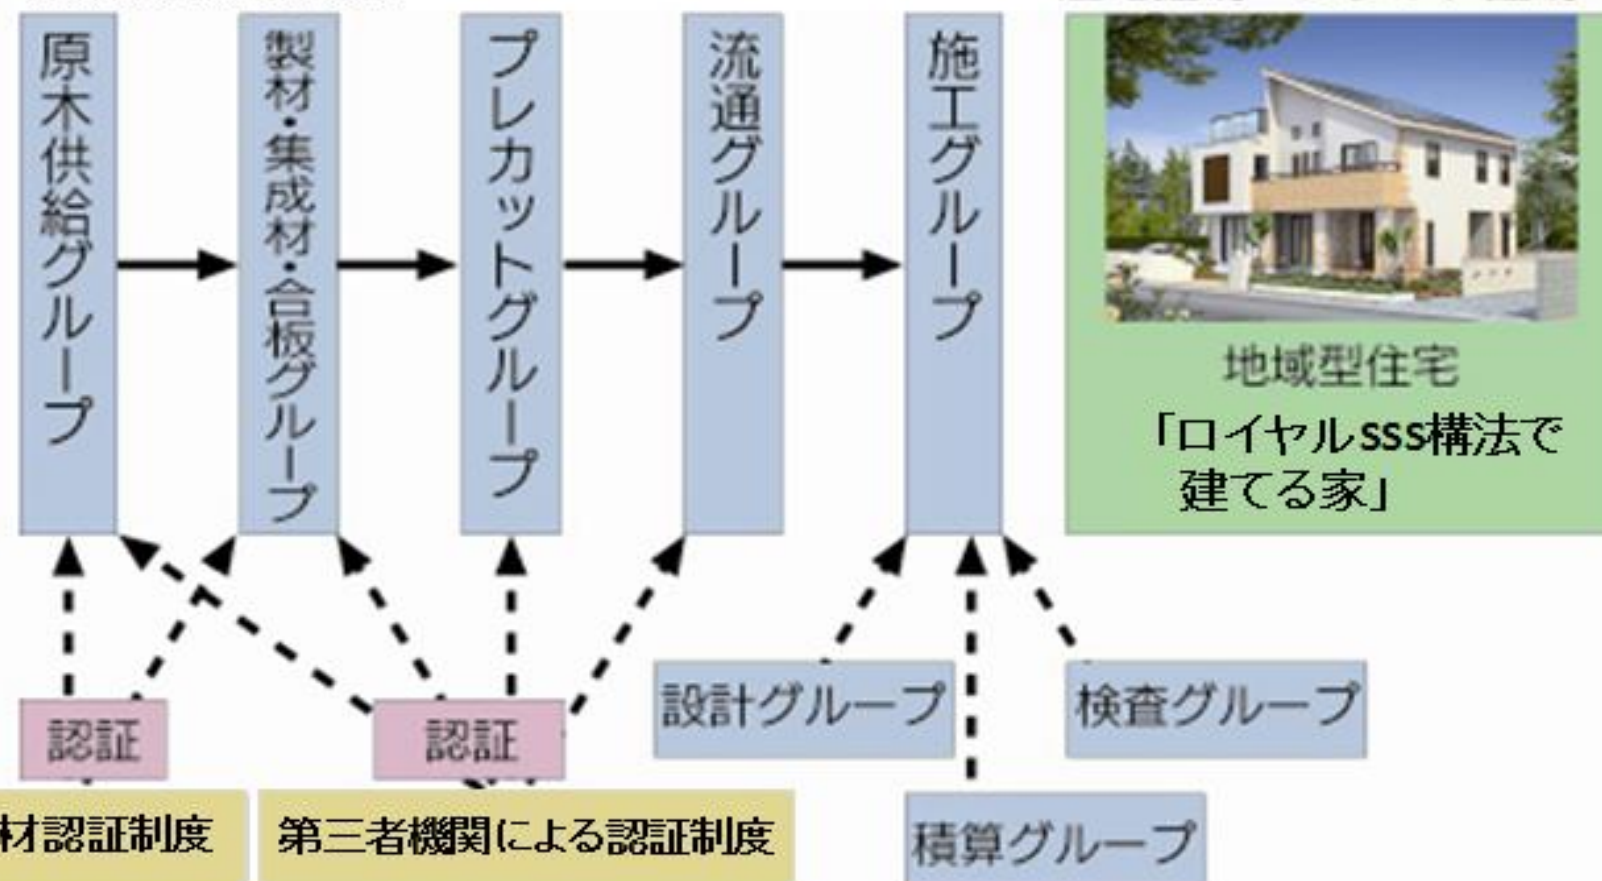 原木供給グループ
製材・集成材・合板グループ
プレカットグループ
流通グループ
施工グループ
地域型住宅
「ロイヤルSSS構法で
建てる家」
認証
認証
設計グループ
検査グループ
材認証制度
第三者機関による認証制度
積算グループ